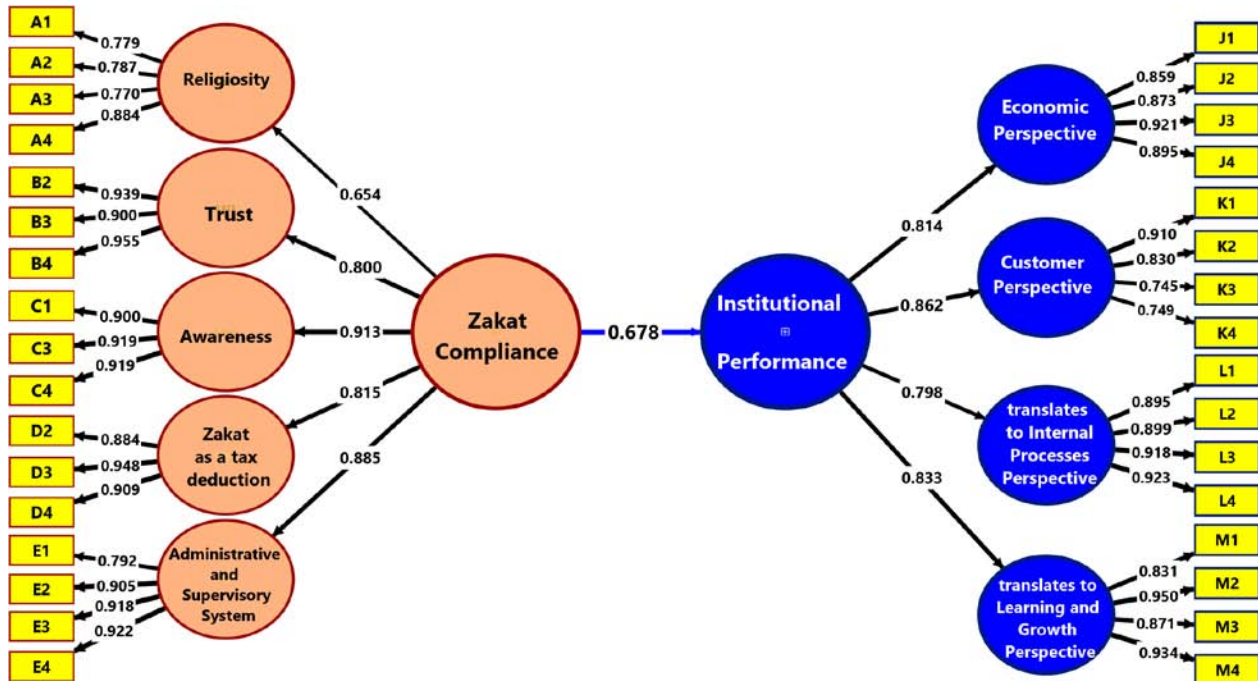 A1
A2
A3
A4
0.779
0.787
0.770
0.884
Religiosity
B2
B3
B4
0.939
0.900
0.955
Trust
C1
C3
C4
0.900
0.919
0.919
Awareness
D2
D3
D4
0.884
0.948
0.909
Zakat
as a tax
deduction
E1
E2
E3
E4
0.792
0.905
0.918
0.922
Administrative
and
Supervisory
System
0.654
0.800
0.913
0.815
0.885
Zakat
Compliance
0.678
Institutional
Performance
0.814
0.862
0.798
0.833
Economic
Perspective
0.859
0.873
0.921
0.895
J1
J2
J3
J4
Customer
Perspective
0.910
0.830
0.745
0.749
K1
K2
K3
K4
translates
to Internal
Processes
Perspective
0.895
0.899
0.918
0.923
L1
L2
L3
L4
translates to
Learning and
Growth
Perspective
0.831
0.950
0.871
0.934
M1
M2
M3
M4